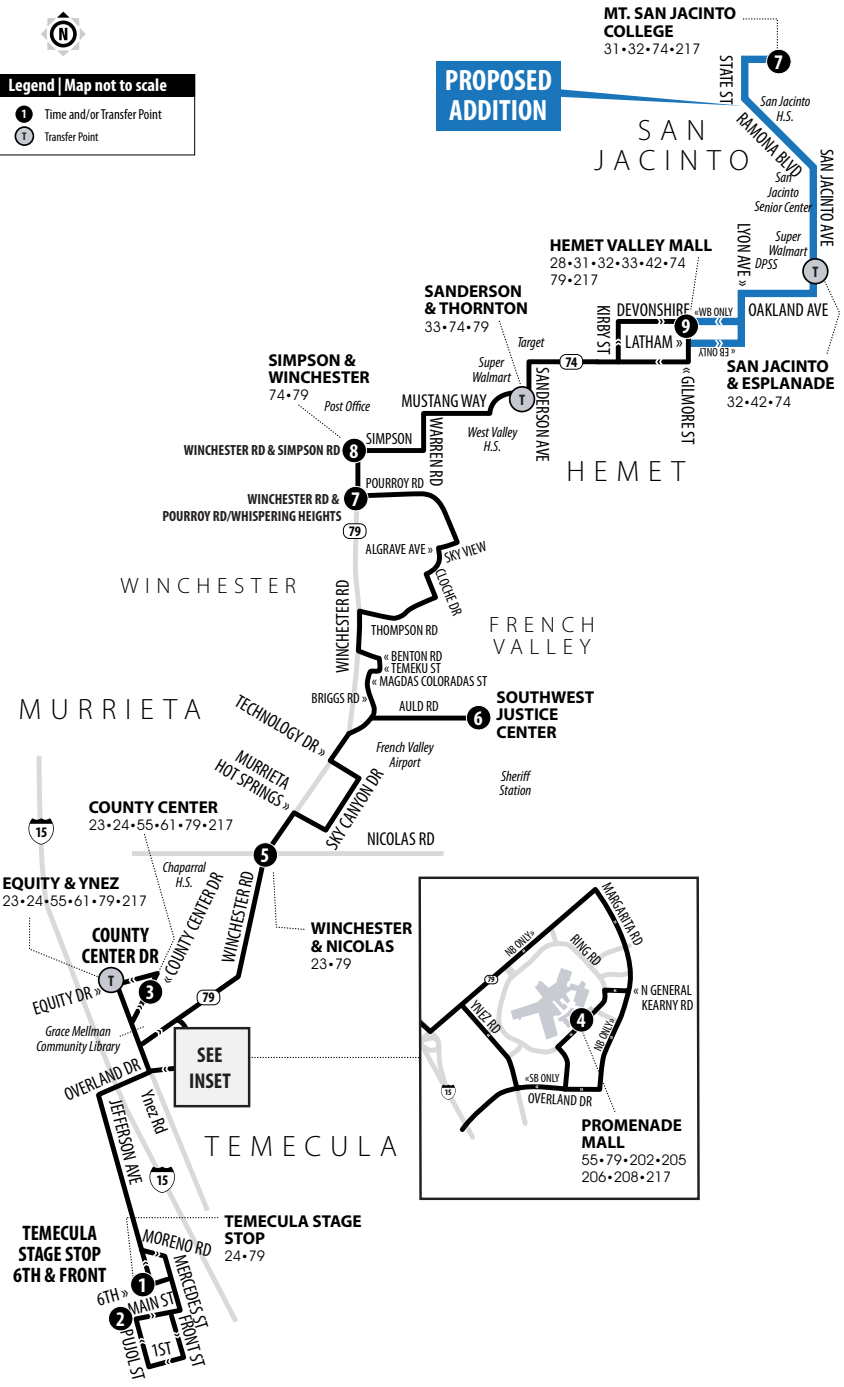 N
Legend | Map not to scale
1 Time and/or Transfer Point
T Transfer Point
MT. SAN JACINTO
COLLEGE
31•32•74•217
7
PROPOSED
ADDITION
STATE ST
San Jacinto
H.S.
SAN
JACINTO
RAMONA BLVD
SAN JACINTO AVE
San
Jacinto
Senior Center
Super
Walmart
DPSS
LYON AVE »
T
HEMET VALLEY MALL
28•31•32•33•42•74
79•217
DEVONSHIRE
«WB ONLY
OAKLAND AVE
9
KIRBY ST
LATHAM »
EB ONLY »
SAN JACINTO
& ESPLANADE
32•42•74
SANDERSON
& THORNTON
33•74•79
Target
Super
Walmart
74
« GILMORE ST
SIMPSON &
WINCHESTER
74•79
Post Office
MUSTANG WAY
T
SANDERSON AVE
SIMPSON
WARREN RD
West Valley
H.S.
WINCHESTER RD & SIMPSON RD
8
HEMET
WINCHESTER RD &
POURROY RD/WHISPERING HEIGHTS
7
POURROY RD
79
ALGRAVE AVE »
SKY VIEW
CLOCHE DR
WINCHESTER
WINCHESTER RD
THOMPSON RD
FRENCH
VALLEY
« BENTON RD
« TEMEKU ST
« MAGDAS COLORADAS ST
BRIGGS RD »
AULD RD
6
SOUTHWEST
JUSTICE
CENTER
MURRIETA
TECHNOLOGY DR »
French Valley
Airport
Sheriff
Station
MURRIETA
HOT SPRINGS »
SKY CANYON DR
NICOLAS RD
15
COUNTY CENTER
23•24•55•61•79•217
5
Chaparral
H.S.
EQUITY & YNEZ
23•24•55•61•79•217
« COUNTY CENTER DR
WINCHESTER RD
WINCHESTER
& NICOLAS
23•79
COUNTY
CENTER DR
T
EQUITY DR »
3
79
Grace Mellman
Community Library
SEE
INSET
OVERLAND DR
JEFFERSON AVE
Ynez Rd
TEMECULA
15
MARGARITA RD
NB ONLY»
RING RD
79
YNEZ RD
« N GENERAL
KEARNY RD
4
NB ONLY»
«SB ONLY
OVERLAND DR
15
PROMENADE
MALL
55•79•202•205
206•208•217
TEMECULA STAGE
STOP
24•79
TEMECULA
STAGE STOP
6TH & FRONT
MORENO RD
MERCEDES ST
1
6TH »
MAIN ST
2
FRONT ST
PUJOL ST
1ST